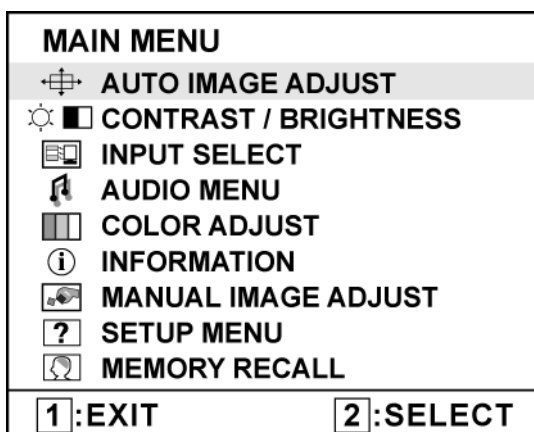 MAIN MENU
AUTO IMAGE ADJUST
CONTRAST / BRIGHTNESS
INPUT SELECT
AUDIO MENU
COLOR ADJUST
INFORMATION
MANUAL IMAGE ADJUST
? SETUP MENU
MEMORY RECALL
1 :EXIT 2 :SELECT